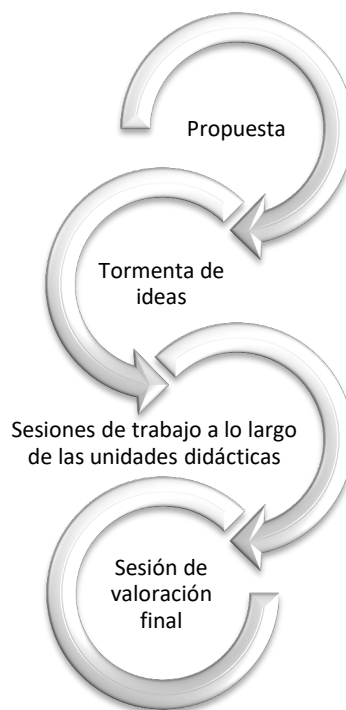 Propuesta
Tormenta de
ideas
Sesiones de trabajo a lo largo
de las unidades didácticas
Sesión de
valoración
final